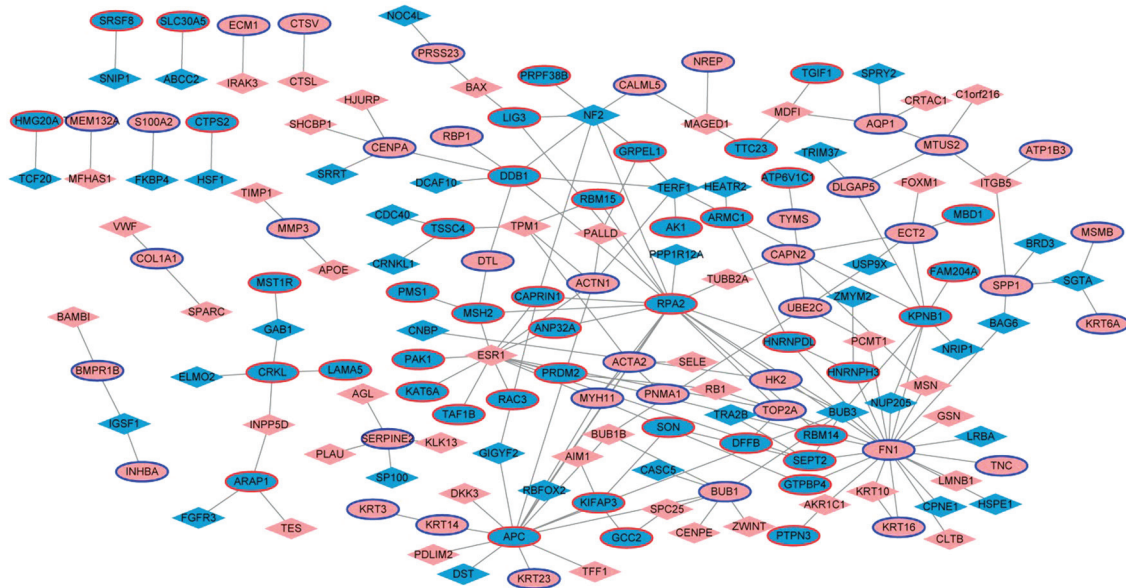 NOC4L
SRSF8
SLC30A5
ECM1
CTSV
PRSS23
NREP
TGIF1
SPRY2
C1orf216
PRPF38B
CALML5
CRTAC1
SNIP1
ABCC2
IRAK3
CTSL
BAX
MDFI
AQP1
HMG20A
TMEM132A
S100A2
CTPS2
HJURP
SHCBP1
LIG3
NF2
MAGED1
MTUS2
CENPA
RBP1
GRPEL1
TTC23
TRIM37
ATP1B3
TCF20
MFHAS1
FKBP4
HSF1
SRRT
DCAF10
DDB1
TERF1
HEATR2
ATP6V1C1
DLGAP5
FOXM1
ITGB5
TIMP1
RBM15
CDC40
TPM1
PALLD
AK1
ARMC1
TYMS
ECT2
MBD1
VWF
MMP3
TSSC4
MSMB
COL1A1
CRNKL1
PPP1R12A
CAPN2
USP9X
BRD3
APOE
DTL
ACTN1
TUBB2A
FAM204A
SPP1
SGTA
MST1R
PMS1
CAPRIN1
RPA2
UBE2C
ZMYM2
KPNB1
BAG6
SPARC
MSH2
KRT6A
BAMBI
GAB1
CNBP
ANP32A
HNRNPDL
PCMT1
NRIP1
PAK1
ESR1
ACTA2
SELE
HNRNPH3
BMPR1B
ELMO2
CRKL
LAMA5
PRDM2
HK2
KAT6A
RAC3
MYH11
PNMA1
RB1
MSN
AGL
TAF1B
TOP2A
BUB3
NUP205
IGSF1
INPP5D
TRA2B
GSN
SERPINE2
KLK13
BUB1B
SON
DFFB
RBM14
FN1
LRBA
INHBA
PLAU
GIGYF2
AIM1
SEPT2
TNC
SP100
CASC5
ARAP1
DKK3
RBFOX2
BUB1
GTPBP4
LMNB1
KRT3
KIFAP3
SPC25
AKR1C1
KRT10
CPNE1
HSPE1
FGFR3
KRT14
TES
APC
GCC2
CENPE
ZWINT
PTPN3
KRT16
CLTB
PDLIM2
DST
KRT23
TFF1